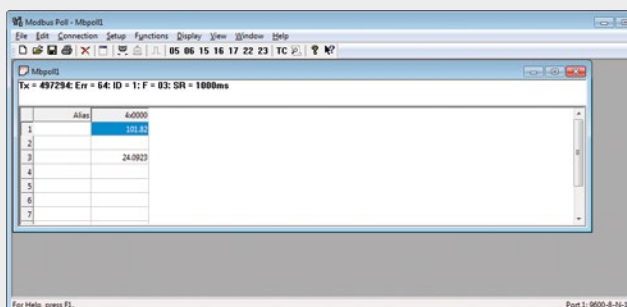 Modbus Poll - Mbpoll1
File Edit Connection Setup Functions Display View Window Help
05 06 15 16 17 22 23 TC
Mbpoll1
Tx = 497294: Err = 64: ID = 1: F = 03: SR = 1000ms
Alias 4x0000
1 101.82
2
3 24.0923
4
5
6
7
For Help, press F1. Port 1: 9600-8-N-1